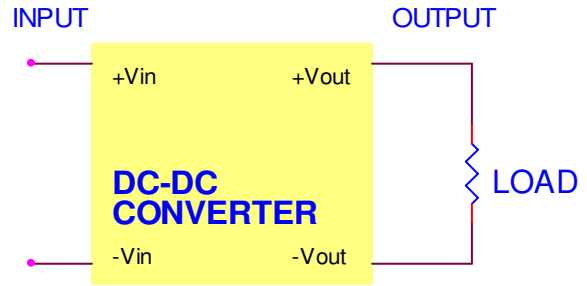 INPUT
OUTPUT
+Vin
+Vout
DC-DC
CONVERTER
LOAD
-Vin
-Vout